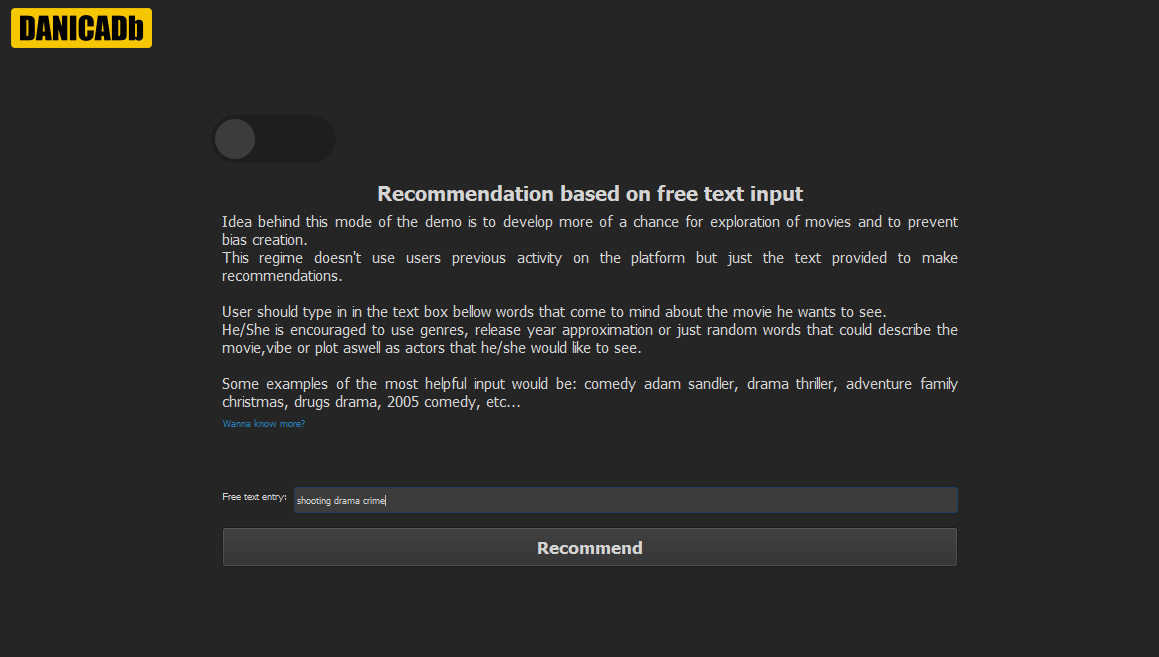 DANICADb
Recommendation based on free text input
Idea behind this mode of the demo is to develop more of a chance for exploration of movies and to prevent
bias creation.
This regime doesn't use users previous activity on the platform but just the text provided to make
recommendations.
User should type in in the text box bellow words that come to mind about the movie he wants to see.
He/She is encouraged to use genres, release year approximation or just random words that could describe the
movie,vibe or plot aswell as actors that he/she would like to see.
Some examples of the most helpful input would be: comedy adam sandler, drama thriller, adventure family
christmas, drugs drama, 2005 comedy, etc...
Wanna know more?
Free text entry: shooting drama crime
Recommend